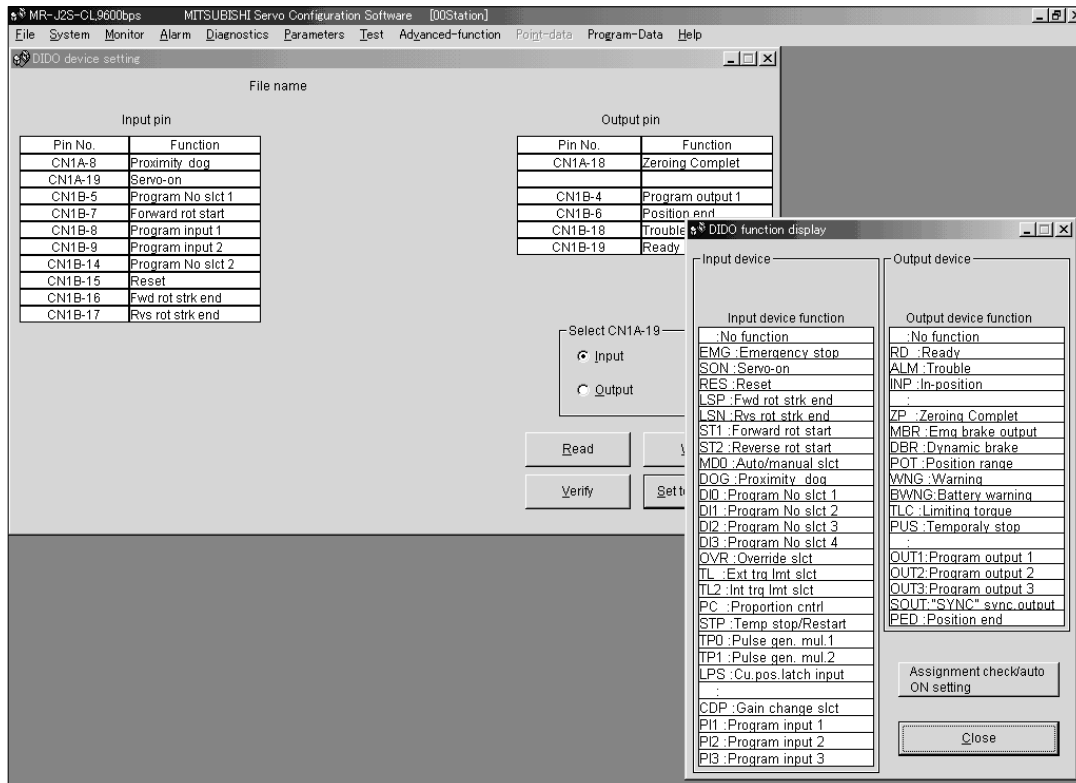 MR-J2S-CL,9600bps MITSUBISHI Servo Configuration Software [00Station]
File System Monitor Alarm Diagnostics Parameters Test Advanced-function Point-data Program-Data Help
DIDO device setting
File name
Input pin
Pin No. Function
CN1A-8 Proximity dog
CN1A-19 Servo-on
CN1B-5 Program No slct 1
CN1B-7 Forward rot start
CN1B-8 Program input 1
CN1B-9 Program input 2
CN1B-14 Program No slct 2
CN1B-15 Reset
CN1B-16 Fwd rot strk end
CN1B-17 Rvs rot strk end
Output pin
Pin No. Function
CN1A-18 Zeroing Complet
CN1B-4 Program output 1
CN1B-6 Position end
CN1B-18 Trouble
CN1B-19 Ready
Select CN1A-19
Input
Output
Read
Verify
DIDO function display
Input device
Input device function
:No function
EMG :Emergency stop
SON :Servo-on
RES :Reset
LSP :Fwd rot strk end
LSN :Rvs rot strk end
ST1 :Forward rot start
ST2 :Reverse rot start
MD0 :Auto/manual slct
DOG :Proximity dog
DI0 :Program No slct 1
DI1 :Program No slct 2
DI2 :Program No slct 3
DI3 :Program No slct 4
OVR :Override slct
TL :Ext trq lmt slct
TL2 :Int trq lmt slct
PC :Proportion cntrl
STP :Temp stop/Restart
TP0 :Pulse gen. mul.1
TP1 :Pulse gen. mul.2
LPS :Cu.pos.latch input
:
CDP :Gain change slct
PI1 :Program input 1
PI2 :Program input 2
PI3 :Program input 3
Output device
Output device function
:No function
RD :Ready
ALM :Trouble
INP :In-position
:
ZP :Zeroing Complet
MBR :Emg brake output
DBR :Dynamic brake
POT :Position range
WNG :Warning
BWNG:Battery warning
TLC :Limiting torque
PUS :Temporaly stop
:
OUT1:Program output 1
OUT2:Program output 2
OUT3:Program output 3
SOUT:"SYNC" sync.output
PED :Position end
Assignment check/auto
ON setting
Close